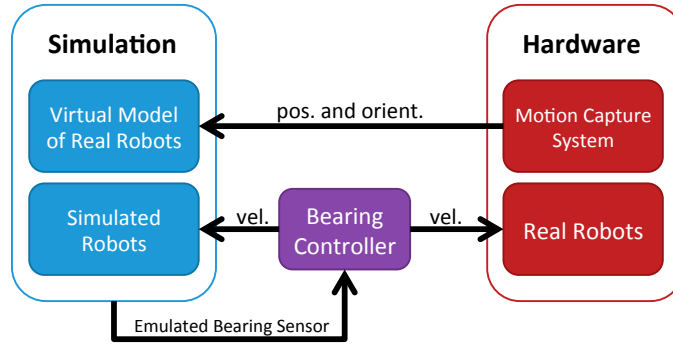 Simulation
Hardware
Virtual Model
of Real Robots
pos. and orient.
Motion Capture
System
Simulated
Robots
vel.
Bearing
Controller
vel.
Real Robots
Emulated Bearing Sensor